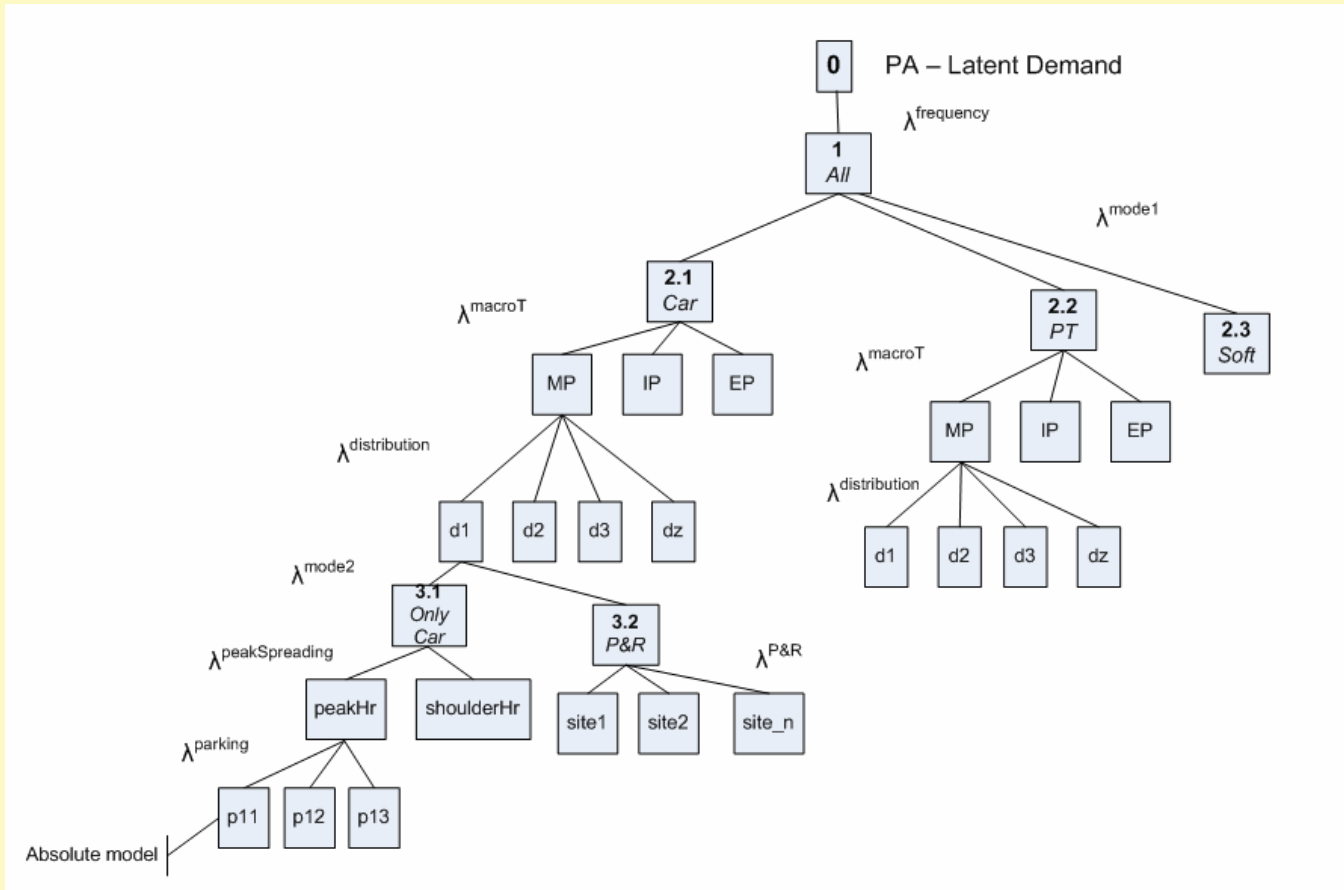 0
PA – Latent Demand
λfrequency
1
All
λmode1
2.1
Car
2.2
PT
2.3
Soft
λmacroT
λmacroT
MP
IP
EP
MP
IP
EP
λdistribution
λdistribution
d1
d2
d3
dz
d1
d2
d3
dz
λmode2
3.1
Only
Car
3.2
P&R
λpeakSpreading
λP&R
peakHr
shoulderHr
site1
site2
site_n
λparking
p11
p12
p13
Absolute model